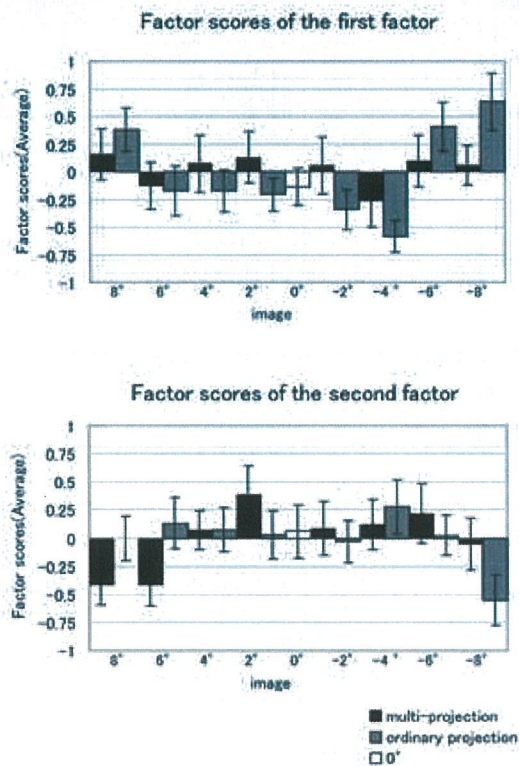 Factor scores of the first factor
Factor scores(Average)
1
0.75
0.5
0.25
0
-0.25
-0.5
-0.75
-1
8° 6° 4° 2° 0° -2° -4° -6° -8°
image
Factor scores of the second factor
Factor scores(Average)
1
0.75
0.5
0.25
0
-0.25
-0.5
-0.75
-1
8° 6° 4° 2° 0° -2° -4° -6° -8°
image
multi-projection
ordinary projection
0°